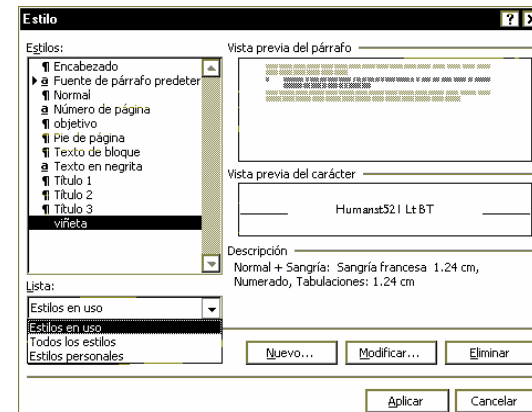 Estilo
Estilos:
Encabezado
a Fuente de párrafo predeter
Normal
a Número de página
objetivo
Pie de página
Texto de bloque
a Texto en negrita
Título 1
Título 2
Título 3
viñeta
Lista:
Estilos en uso
Estilos en uso
Todos los estilos
Estilos personales
Vista previa del párrafo
Vista previa del carácter
Humanst521 Lt BT
Descripción
Normal + Sangría: Sangría francesa 1.24 cm,
Numerado, Tabulaciones: 1.24 cm
Nuevo...
Modificar...
Eliminar
Aplicar
Cancelar